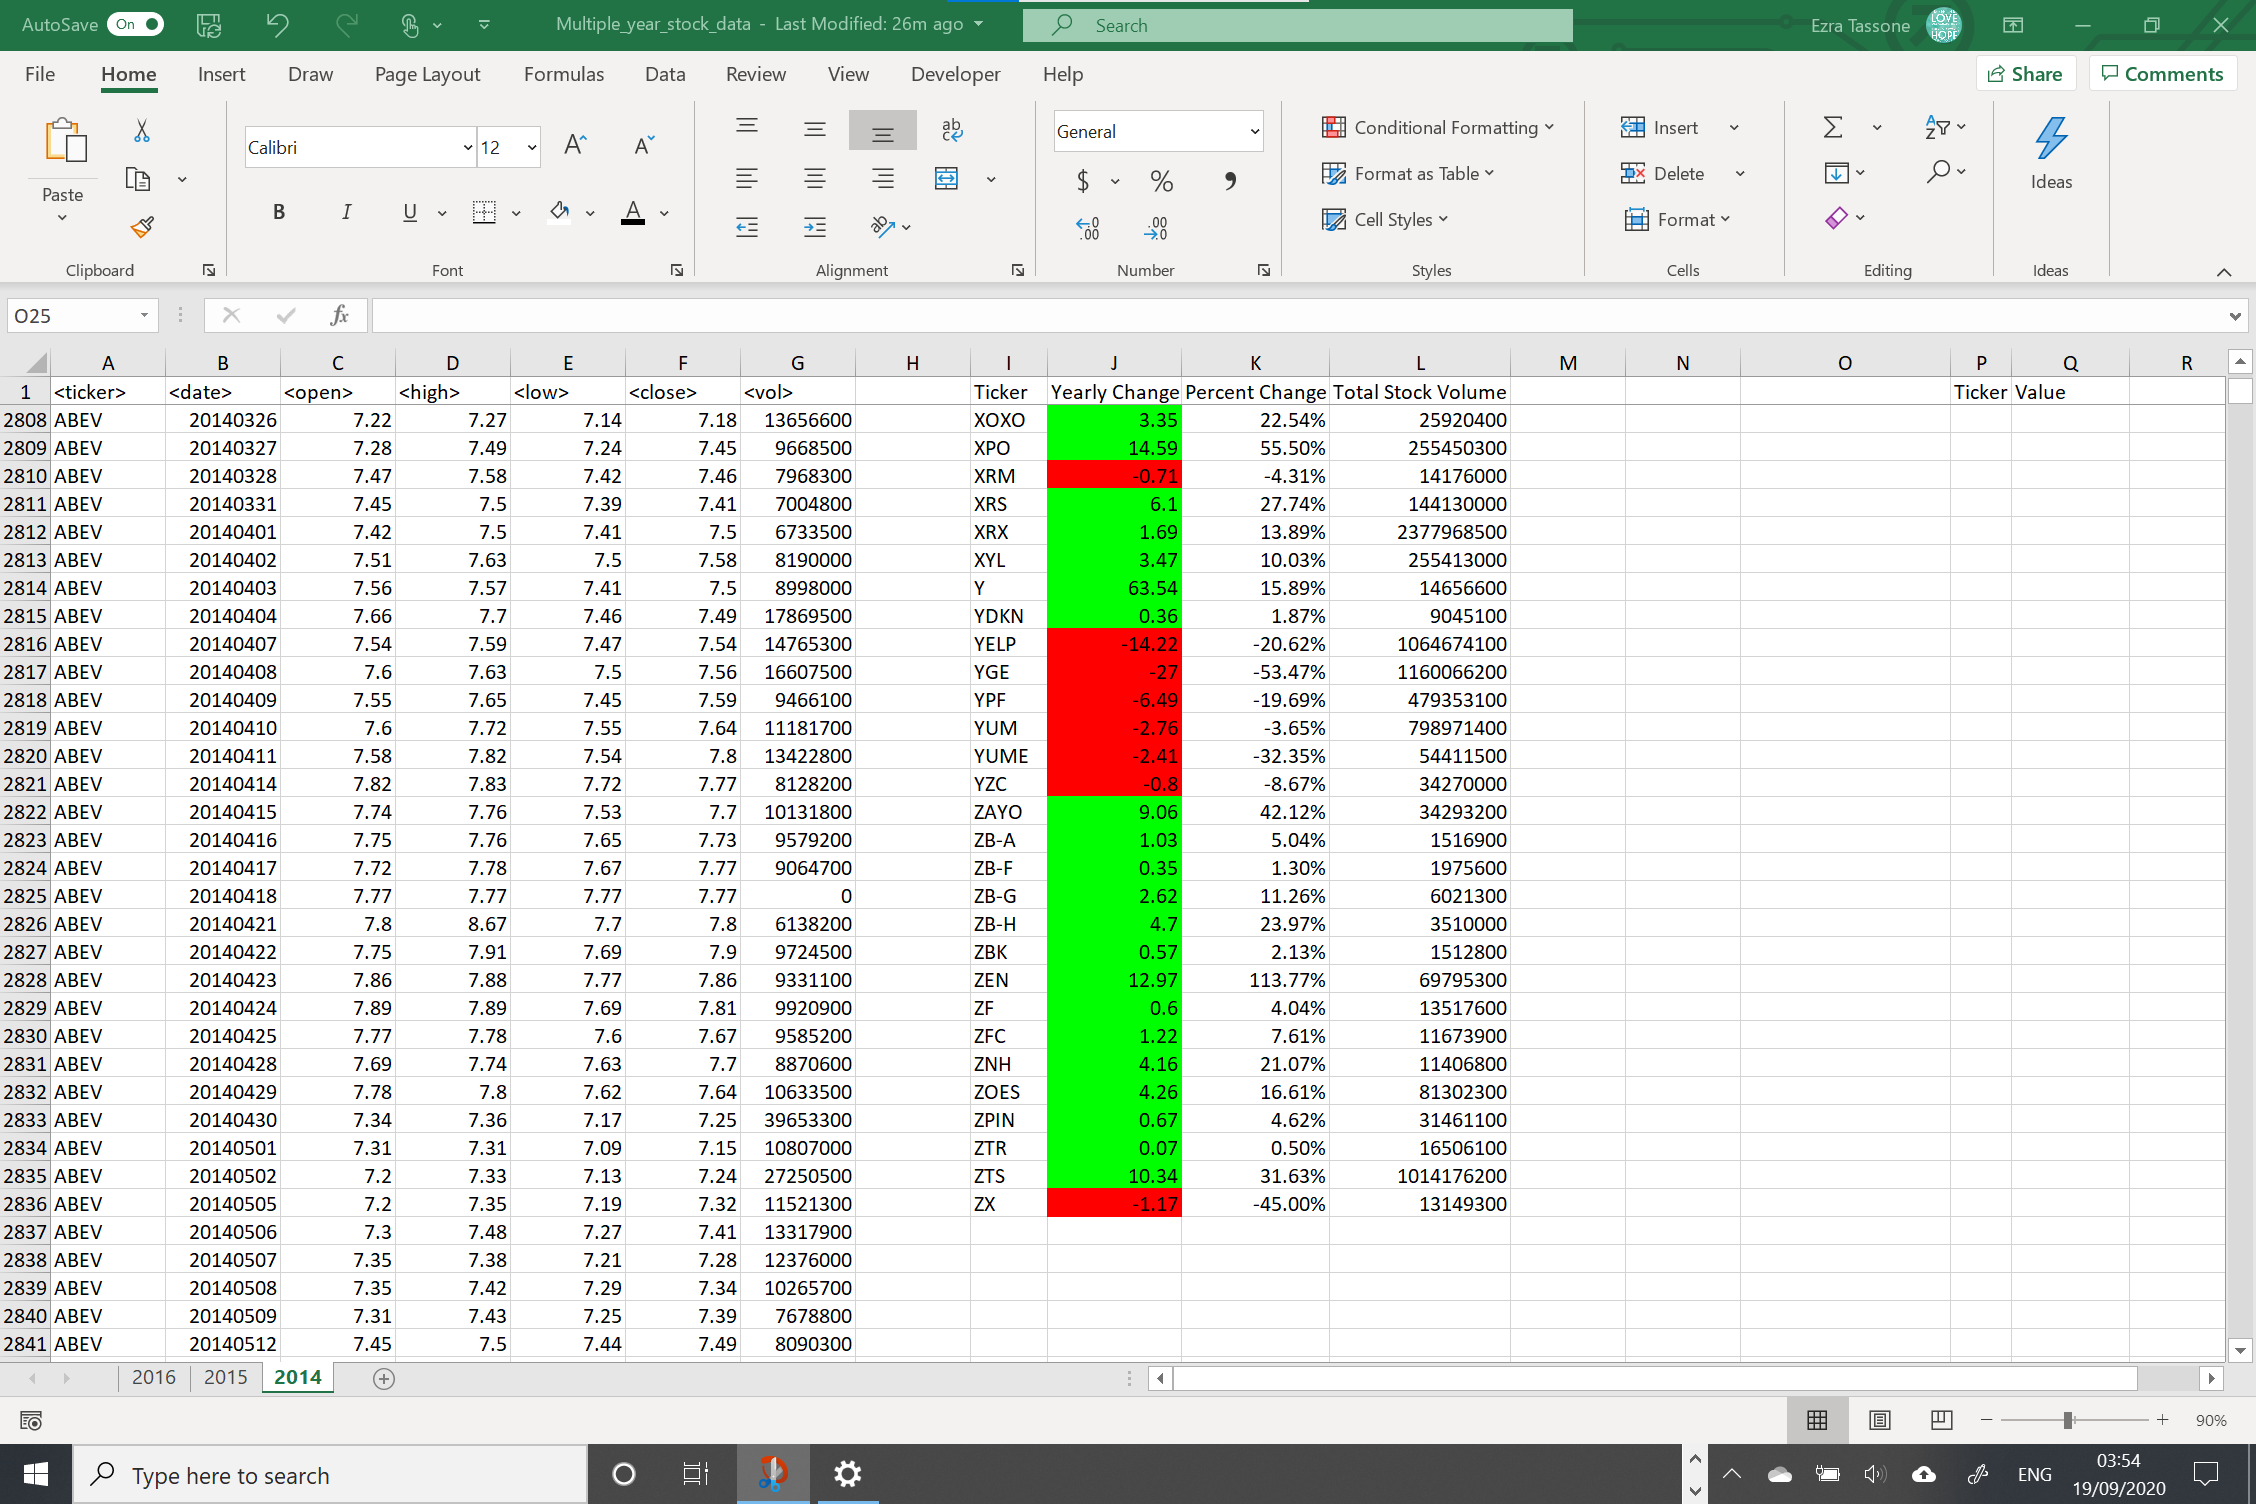 AutoSave On Multiple_year_stock_data - Last Modified: 26m ago Search Ezra Tassone
File Home Insert Draw Page Layout Formulas Data Review View Developer Help Share Comments
Paste Calibri 12 General Conditional Formatting Format as Table Cell Styles Insert Delete Format Ideas
Clipboard Font Alignment Number Styles Cells Editing Ideas
O25 fx
A B C D E F G H I J K L M N O P Q R
1 <ticker> <date> <open> <high> <low> <close> <vol> Ticker Yearly Change Percent Change Total Stock Volume Ticker Value
2808 ABEV 20140326 7.22 7.27 7.14 7.18 13656600 XOXO 3.35 22.54% 25920400
2809 ABEV 20140327 7.28 7.49 7.24 7.45 9668500 XPO 14.59 55.50% 255450300
2810 ABEV 20140328 7.47 7.58 7.42 7.46 7968300 XRM -0.71 -4.31% 14176000
2811 ABEV 20140331 7.45 7.5 7.39 7.41 7004800 XRS 6.1 27.74% 144130000
2812 ABEV 20140401 7.42 7.5 7.41 7.5 6733500 XRX 1.69 13.89% 2377968500
2813 ABEV 20140402 7.51 7.63 7.5 7.58 8190000 XYL 3.47 10.03% 255413000
2814 ABEV 20140403 7.56 7.57 7.41 7.5 8998000 Y 63.54 15.89% 14656600
2815 ABEV 20140404 7.66 7.7 7.46 7.49 17869500 YDKN 0.36 1.87% 9045100
2816 ABEV 20140407 7.54 7.59 7.47 7.54 14765300 YELP -14.22 -20.62% 1064674100
2817 ABEV 20140408 7.6 7.63 7.5 7.56 16607500 YGE -27 -53.47% 1160066200
2818 ABEV 20140409 7.55 7.65 7.45 7.59 9466100 YPF -6.49 -19.69% 479353100
2819 ABEV 20140410 7.6 7.72 7.55 7.64 11181700 YUM -2.76 -3.65% 798971400
2820 ABEV 20140411 7.58 7.82 7.54 7.8 13422800 YUME -2.41 -32.35% 54411500
2821 ABEV 20140414 7.82 7.83 7.72 7.77 8128200 YZC -0.8 -8.67% 34270000
2822 ABEV 20140415 7.74 7.76 7.53 7.7 10131800 ZAYO 9.06 42.12% 34293200
2823 ABEV 20140416 7.75 7.76 7.65 7.73 9579200 ZB-A 1.03 5.04% 1516900
2824 ABEV 20140417 7.72 7.78 7.67 7.77 9064700 ZB-F 0.35 1.30% 1975600
2825 ABEV 20140418 7.77 7.77 7.77 7.77 0 ZB-G 2.62 11.26% 6021300
2826 ABEV 20140421 7.8 8.67 7.7 7.8 6138200 ZB-H 4.7 23.97% 3510000
2827 ABEV 20140422 7.75 7.91 7.69 7.9 9724500 ZBK 0.57 2.13% 1512800
2828 ABEV 20140423 7.86 7.88 7.77 7.86 9331100 ZEN 12.97 113.77% 69795300
2829 ABEV 20140424 7.89 7.89 7.69 7.81 9920900 ZF 0.6 4.04% 13517600
2830 ABEV 20140425 7.77 7.78 7.6 7.67 9585200 ZFC 1.22 7.61% 11673900
2831 ABEV 20140428 7.69 7.74 7.63 7.7 8870600 ZNH 4.16 21.07% 11406800
2832 ABEV 20140429 7.78 7.8 7.62 7.64 10633500 ZOES 4.26 16.61% 81302300
2833 ABEV 20140430 7.34 7.36 7.17 7.25 39653300 ZPIN 0.67 4.62% 31461100
2834 ABEV 20140501 7.31 7.31 7.09 7.15 10807000 ZTR 0.07 0.50% 16506100
2835 ABEV 20140502 7.2 7.33 7.13 7.24 27250500 ZTS 10.34 31.63% 1014176200
2836 ABEV 20140505 7.2 7.35 7.19 7.32 11521300 ZX -1.17 -45.00% 13149300
2837 ABEV 20140506 7.3 7.48 7.27 7.41 13317900
2838 ABEV 20140507 7.35 7.38 7.21 7.28 12376000
2839 ABEV 20140508 7.35 7.42 7.29 7.34 10265700
2840 ABEV 20140509 7.31 7.43 7.25 7.39 7678800
2841 ABEV 20140512 7.45 7.5 7.44 7.49 8090300
2016 2015 2014
90%
Type here to search ENG 03:54
19/09/2020